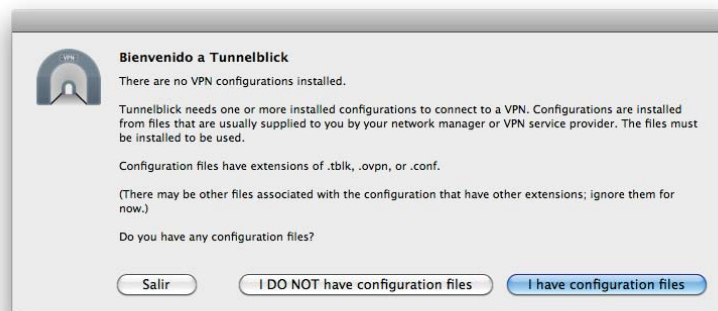 VPN
Bienvenido a Tunnelblick
There are no VPN configurations installed.
Tunnelblick needs one or more installed configurations to connect to a VPN. Configurations are installed
from files that are usually supplied to you by your network manager or VPN service provider. The files must
be installed to be used.
Configuration files have extensions of .tblk, .ovpn, or .conf.
(There may be other files associated with the configuration that have other extensions; ignore them for
now.)
Do you have any configuration files?
Salir
I DO NOT have configuration files
I have configuration files